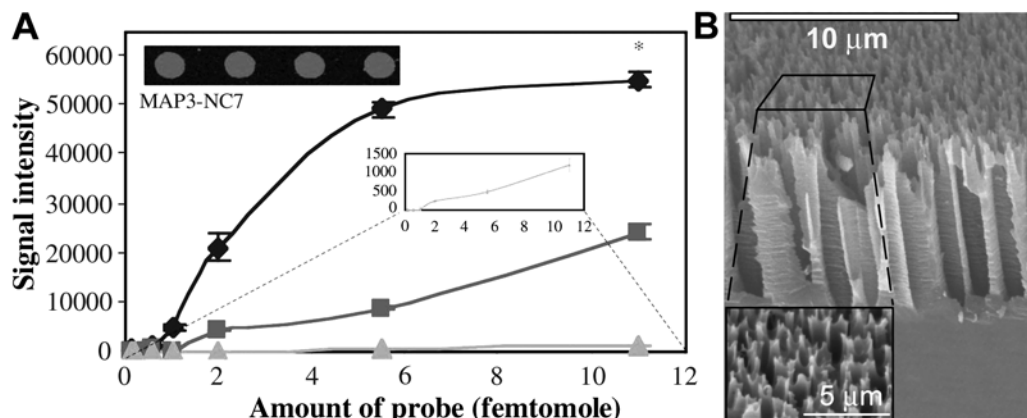 A
60000
50000
40000
30000
20000
10000
0
Signal intensity
MAP3-NC7
*
1500
1000
500
0
0 2 4 6 8 10 12
0 2 4 6 8 10 12
Amount of probe (femtomole)
B
10 μm
5 μm